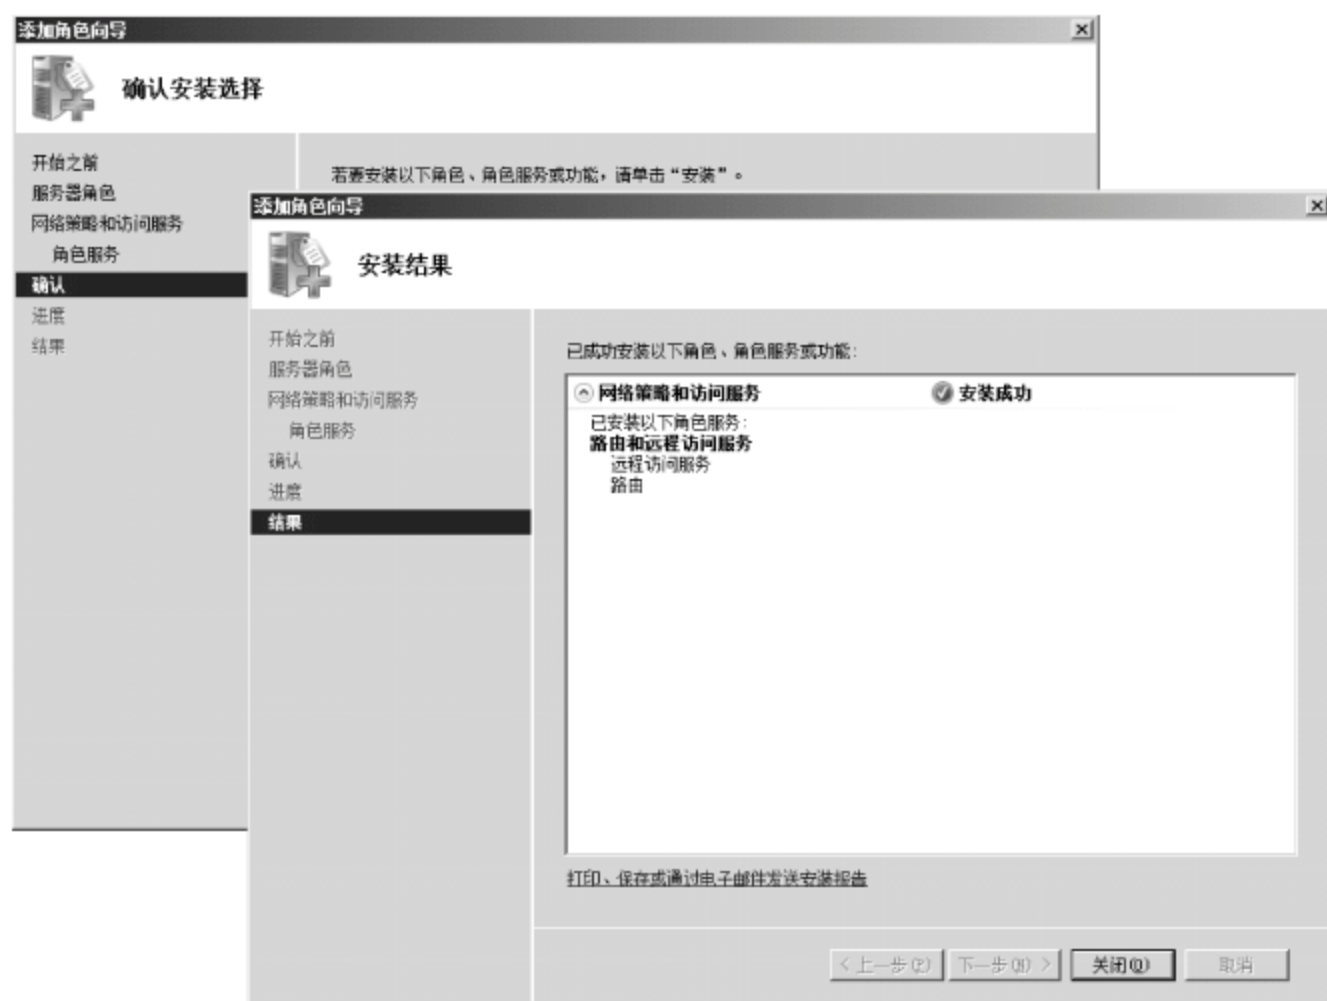 添加角色向导
确认安装选择
开始之前
服务器角色
网络策略和访问服务
角色服务
确认
进度
结果
若要安装以下角色、角色服务或功能，请单击“安装”。
添加角色向导
安装结果
开始之前
服务器角色
网络策略和访问服务
角色服务
确认
进度
结果
已成功安装以下角色、角色服务或功能:
网络策略和访问服务 安装成功
已安装以下角色服务:
路由和远程访问服务
远程访问服务
路由
打印、保存或通过电子邮件发送安装报告
< 上一步(P) 下一步(N) > 关闭(O) 取消